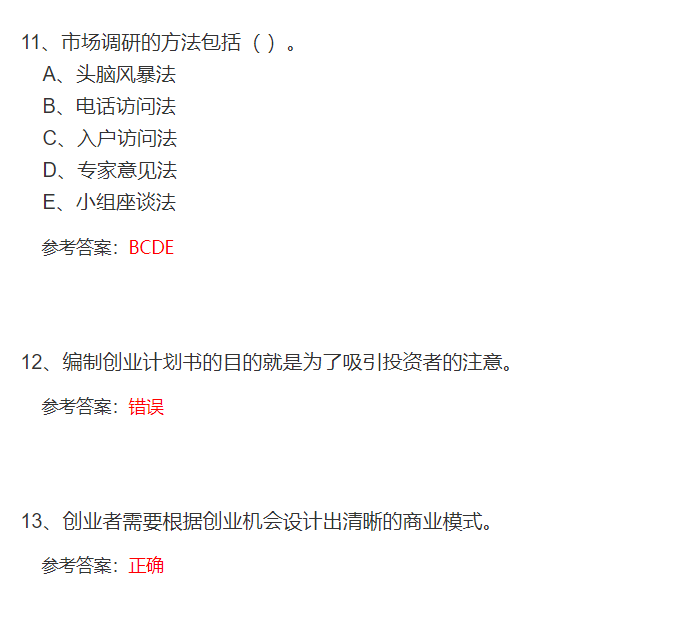 11、市场调研的方法包括（ ）。
A、头脑风暴法
B、电话访问法
C、入户访问法
D、专家意见法
E、小组座谈法
参考答案：BCDE
12、编制创业计划书的目的就是为了吸引投资者的注意。
参考答案：错误
13、创业者需要根据创业机会设计出清晰的商业模式。
参考答案：正确